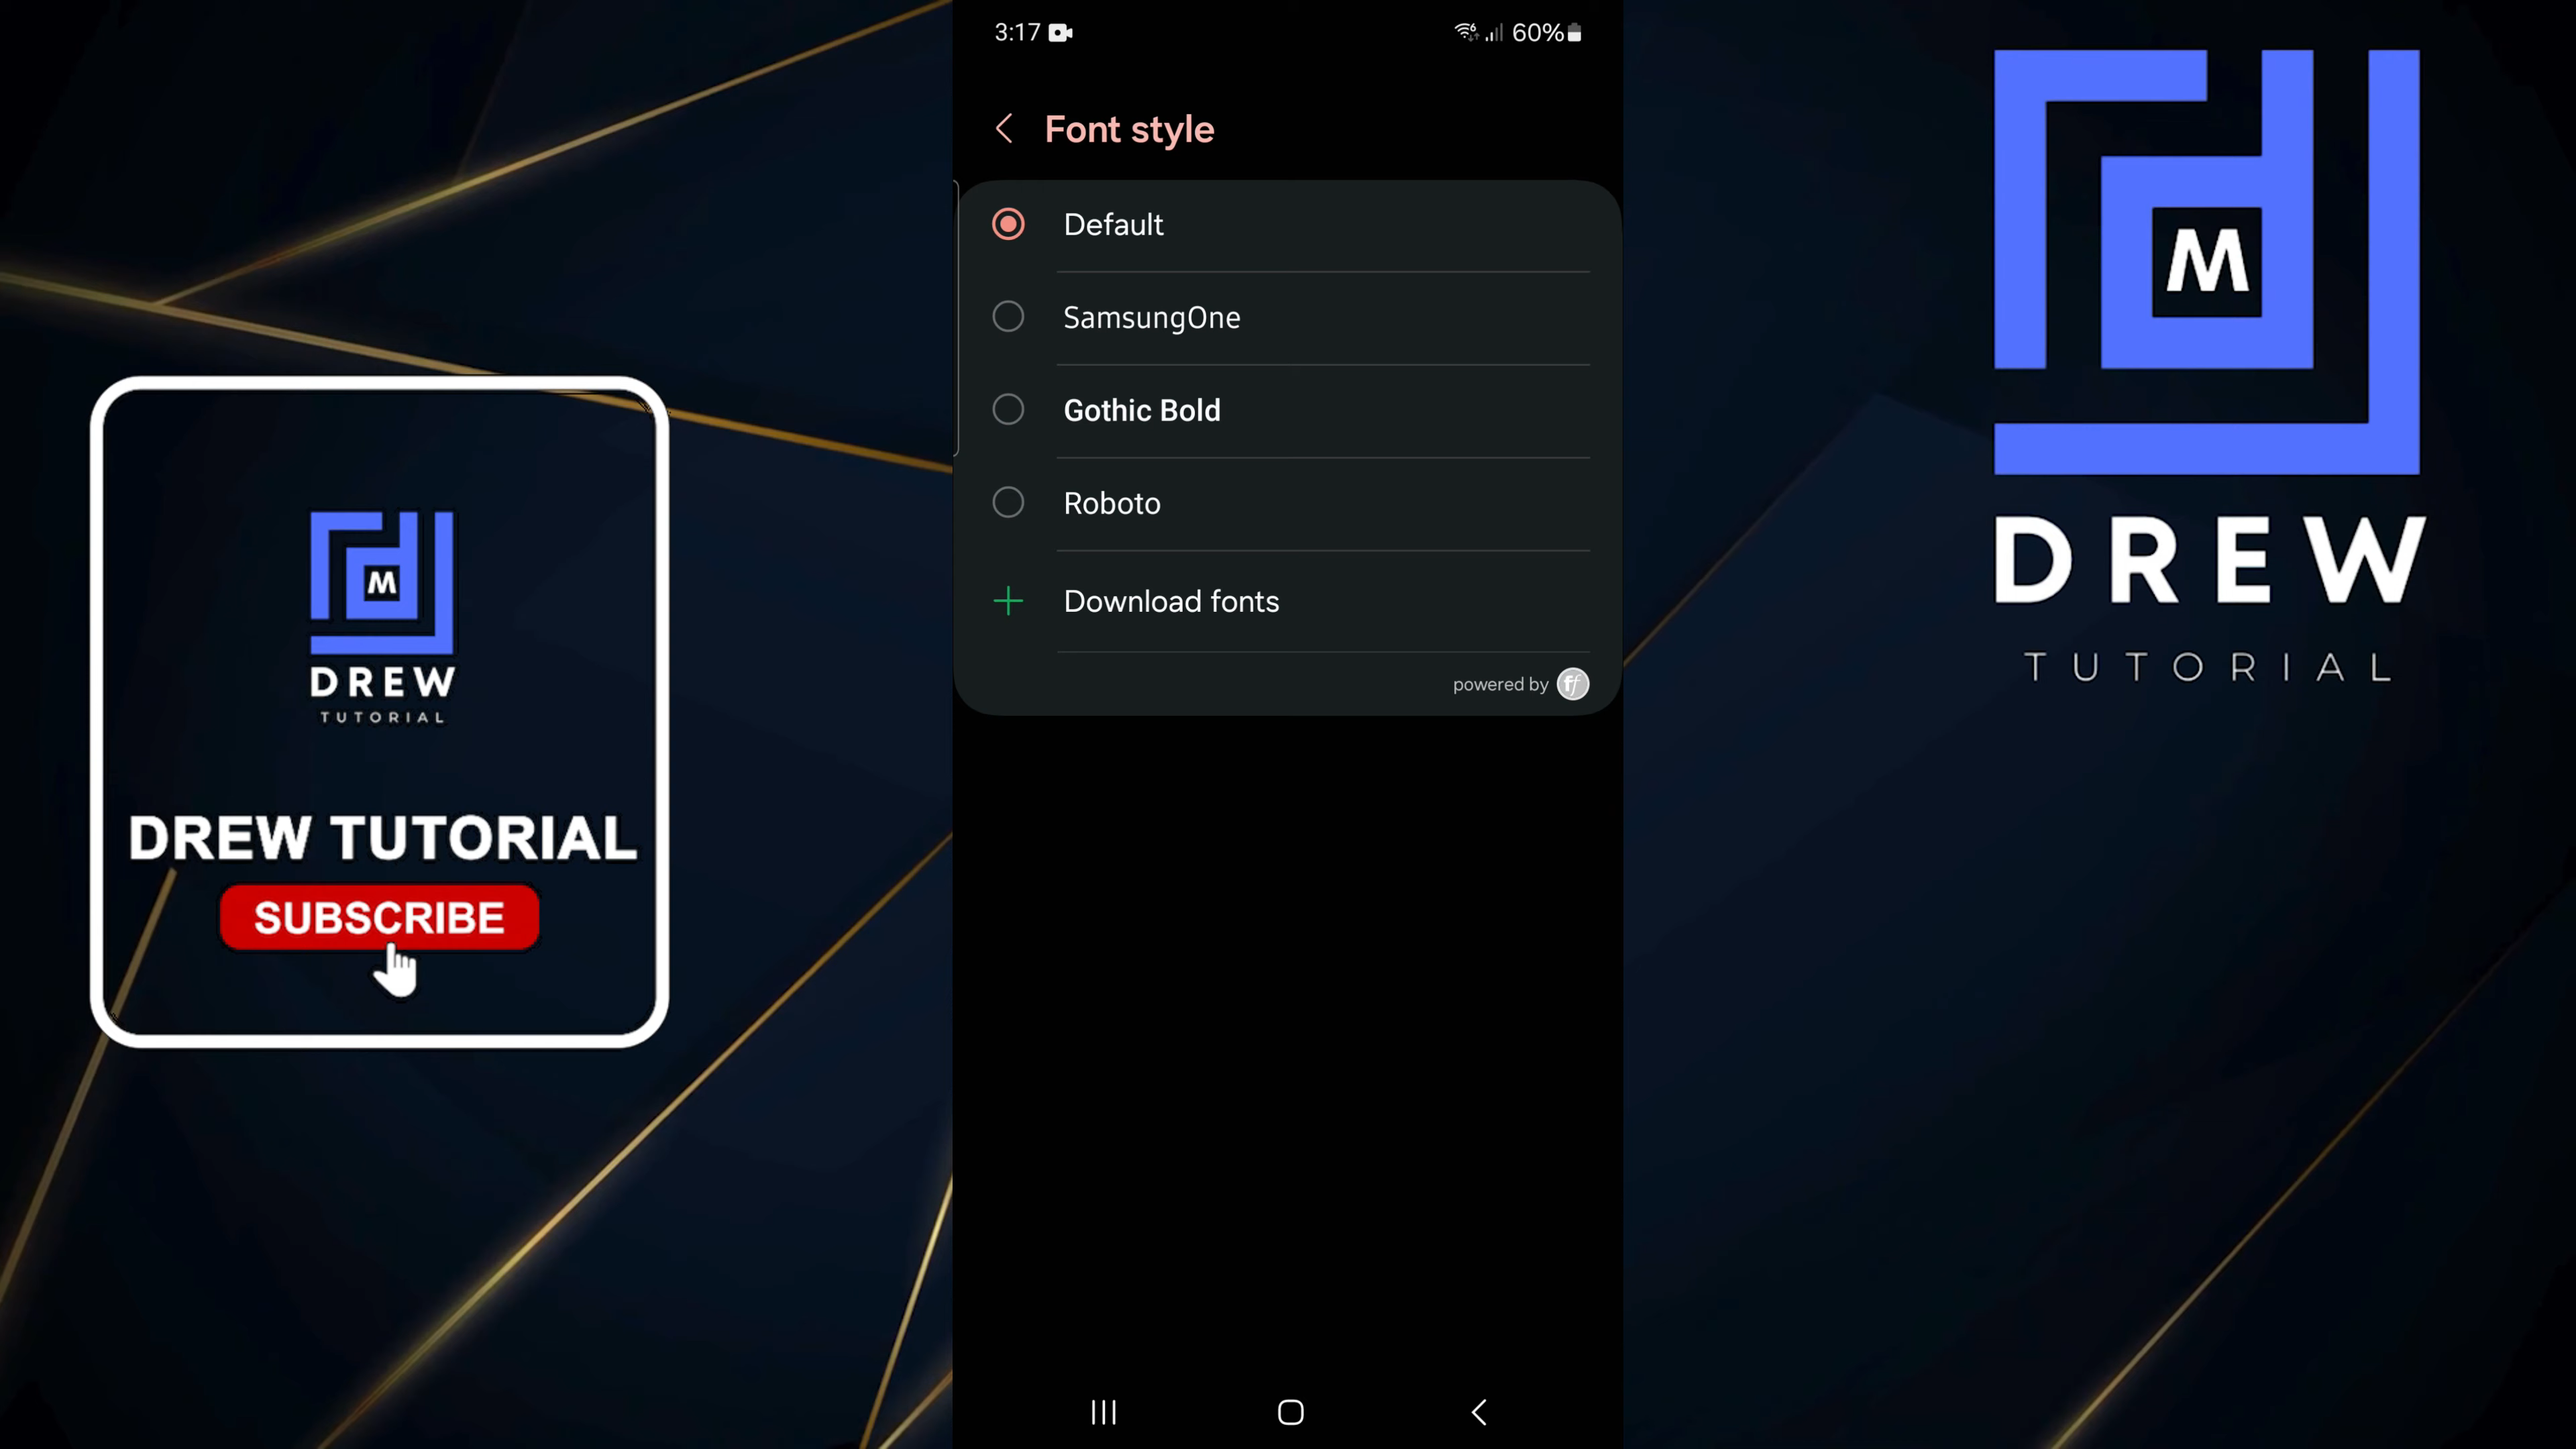 3:17
60%
Font style
Default
SamsungOne
Gothic Bold
Roboto
Download fonts
powered by ff
M
DREW
TUTORIAL
DREW TUTORIAL
SUBSCRIBE
M
DREW
TUTORIAL